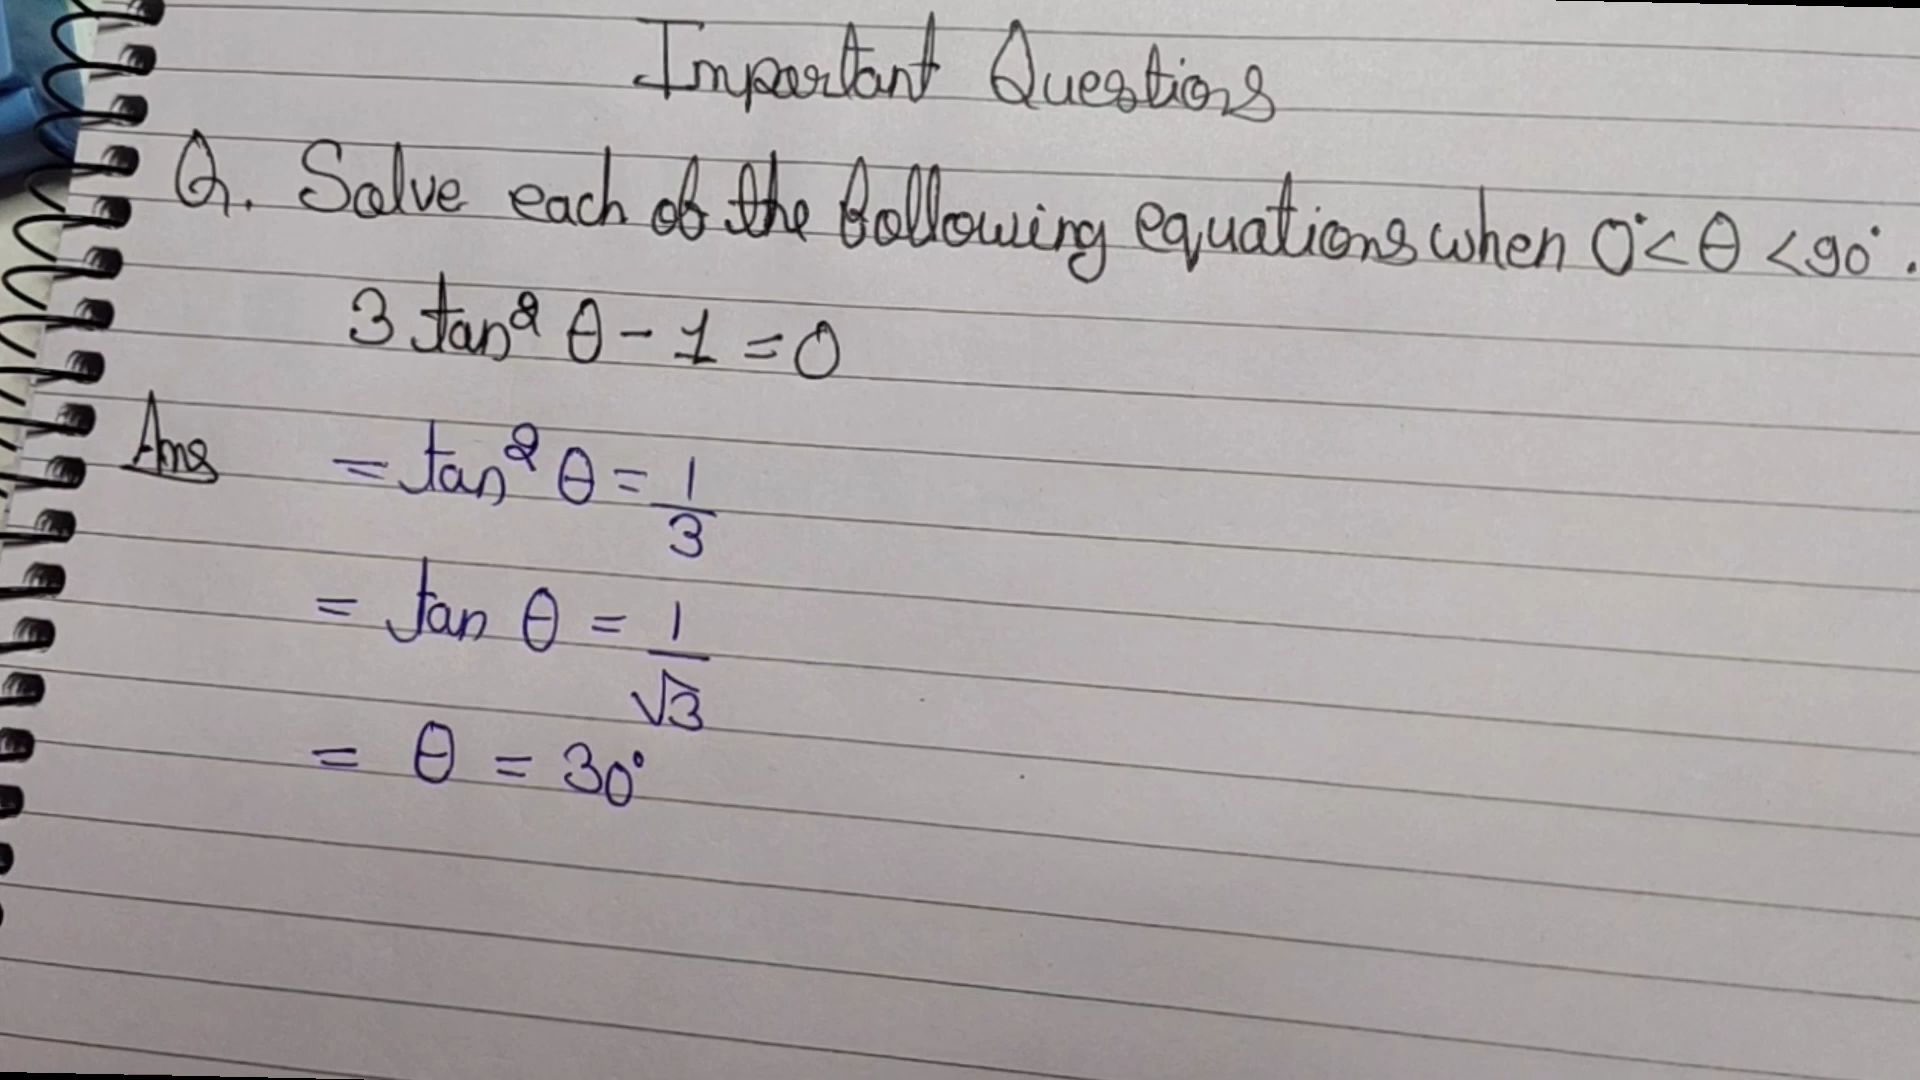 Important Questions
Q. Solve each of the following equations when 0° < θ < 90°.
3 tan² θ - 1 = 0
Ans = tan² θ = 1/3
= tan θ = 1/√3
= θ = 30°